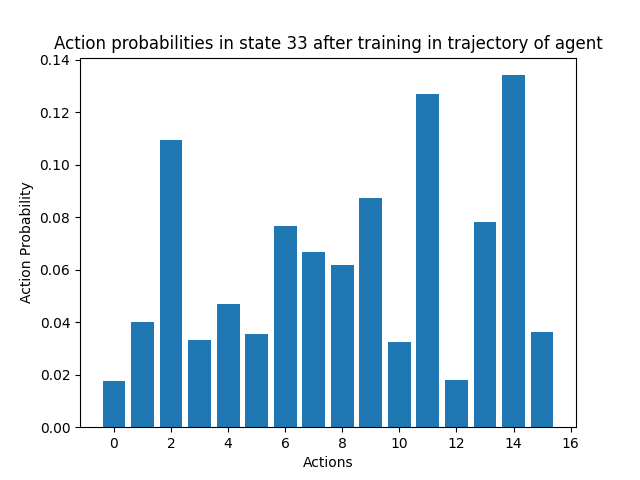 Action probabilities in state 33 after training in trajectory of agent
0.14
0.12
0.10
0.08
0.06
0.04
0.02
0.00
Action Probability
0 2 4 6 8 10 12 14 16
Actions